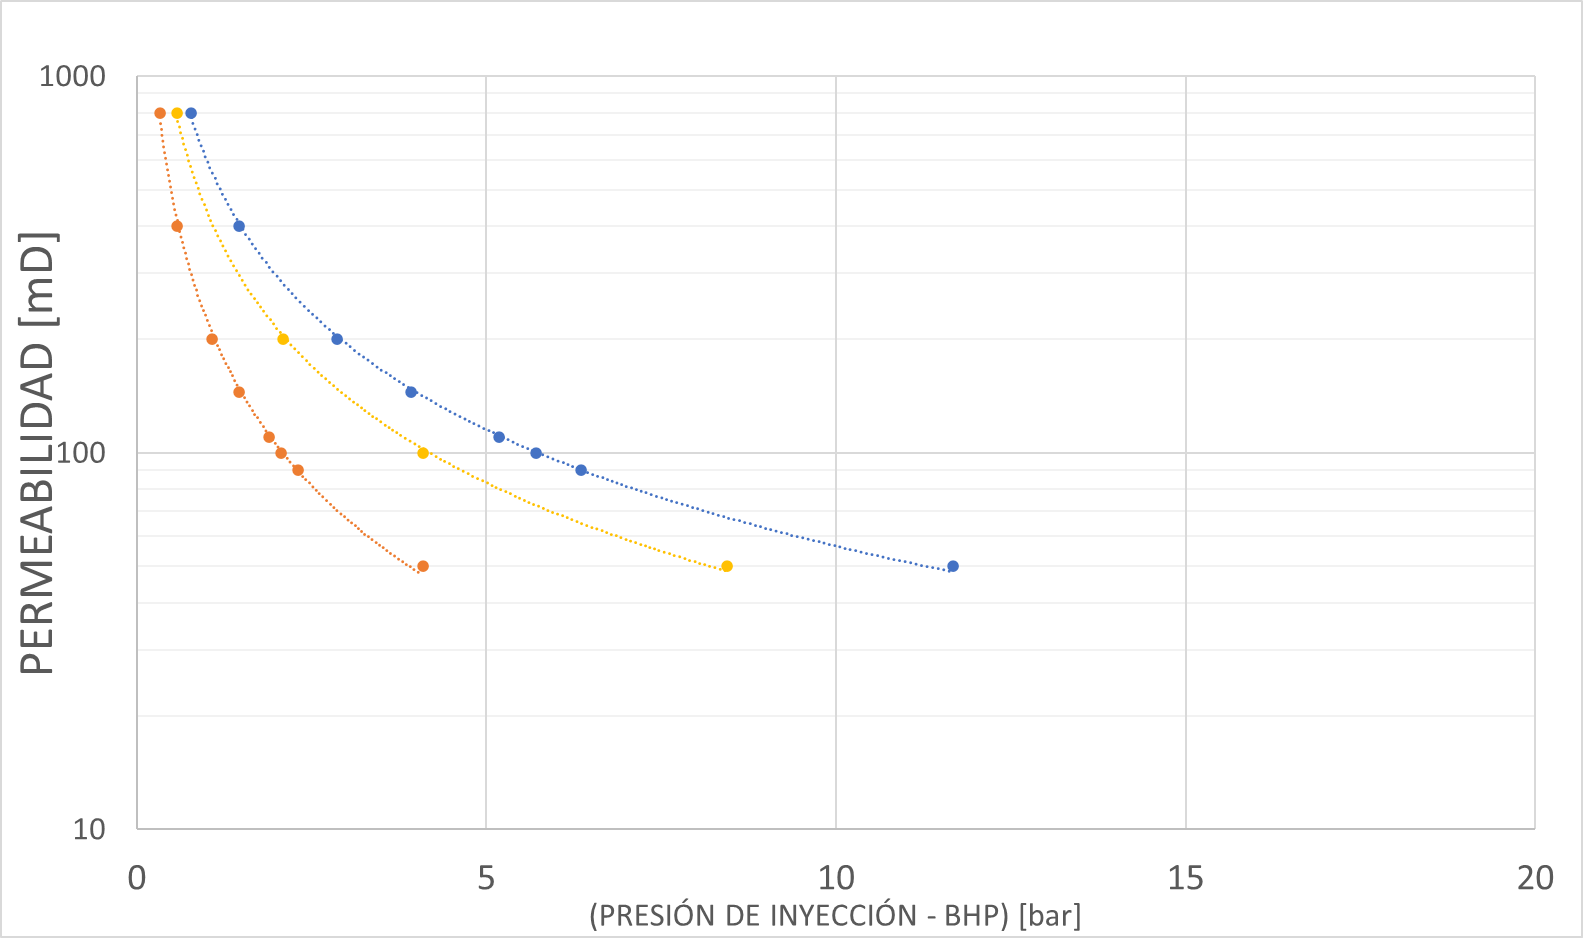 1000
100
10
PERMEABILIDAD [mD]
0 5 10 15 20
(PRESIÓN DE INYECCIÓN - BHP) [bar]